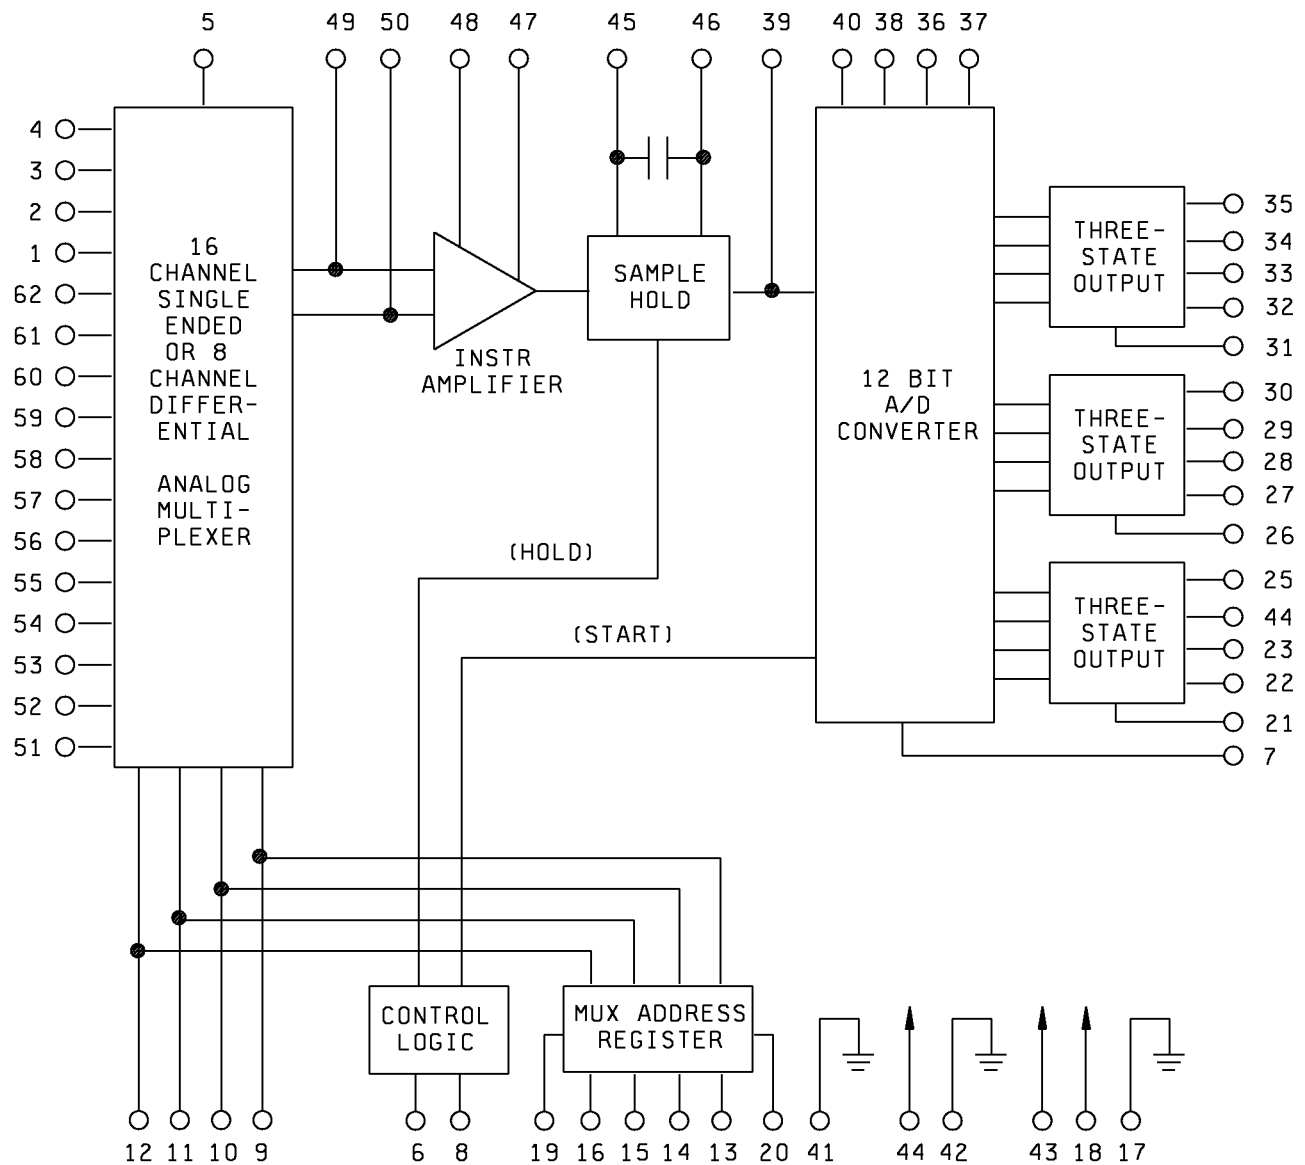 5 49 50 48 47 45 46 39 40 38 36 37
4
3
2
1
62
61
60
59
58
57
56
55
54
53
52
51
16
CHANNEL
SINGLE
ENDED
OR 8
CHANNEL
DIFFER-
ENTIAL
ANALOG
MULTI-
PLEXER
INSTR
AMPLIFIER
SAMPLE
HOLD
12 BIT
A/D
CONVERTER
THREE-
STATE
OUTPUT
35
34
33
32
31
THREE-
STATE
OUTPUT
30
29
28
27
26
THREE-
STATE
OUTPUT
25
44
23
22
21
7
(HOLD)
(START)
CONTROL
LOGIC
MUX ADDRESS
REGISTER
12 11 10 9 6 8 19 16 15 14 13 20 41 44 42 43 18 17